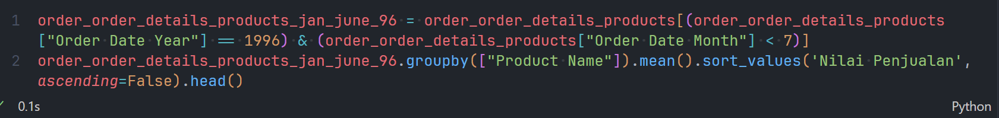 1 order_order_details_products_jan_june_96 = order_order_details_products[(order_order_details_products
["Order Date Year"] == 1996) & (order_order_details_products["Order Date Month"] < 7)]
2 order_order_details_products_jan_june_96.groupby(["Product Name"]).mean().sort_values('Nilai Penjualan',
ascending=False).head()
0.1s Python